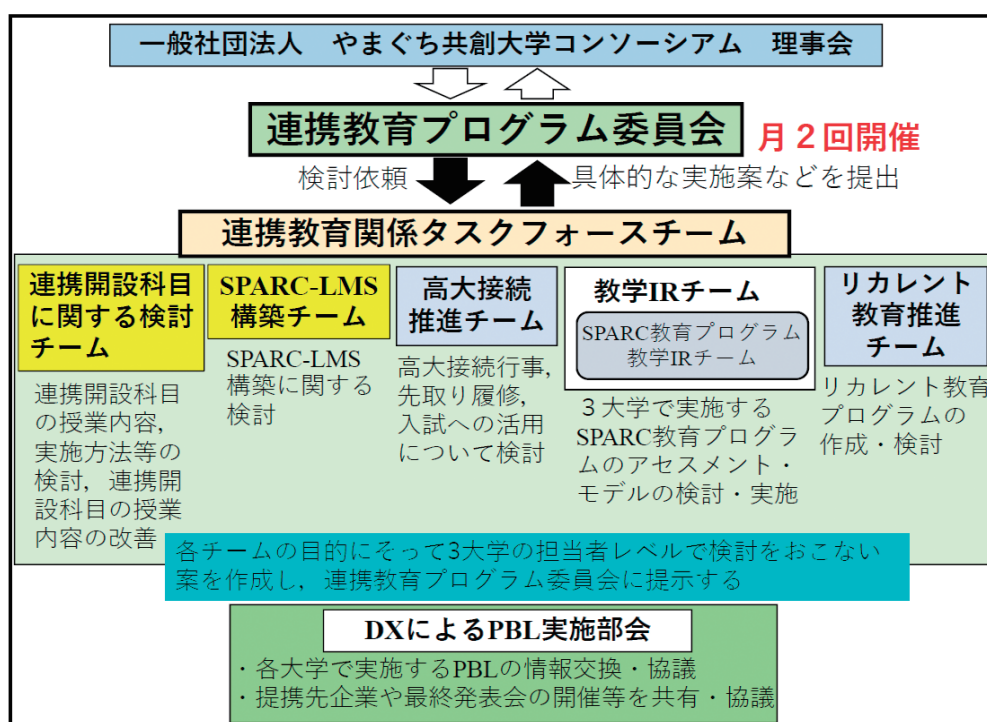 一般社団法人　やまぐち共創大学コンソーシアム　理事会
連携教育プログラム委員会
月２回開催
検討依頼
具体的な実施案などを提出
連携教育関係タスクフォースチーム
連携開設科目
に関する検討
チーム
連携開設科目
の授業内容，
実施方法等の
検討，連携開
設科目の授業
内容の改善
SPARC-LMS
構築チーム
SPARC-LMS
構築に関する
検討
高大接続
推進チーム
高大接続行事，
先取り履修，
入試への活用
について検討
教学IRチーム
SPARC教育プログラム
教学IRチーム
３大学で実施する
SPARC教育プログラ
ムのアセスメント・
モデルの検討・実施
リカレント
教育推進
チーム
リカレント教育
プログラムの
作成・検討
各チームの目的にそって3大学の担当者レベルで検討をおこない
案を作成し，連携教育プログラム委員会に提示する
DXによるPBL実施部会
・各大学で実施するPBLの情報交換・協議
・提携先企業や最終発表会の開催等を共有・協議